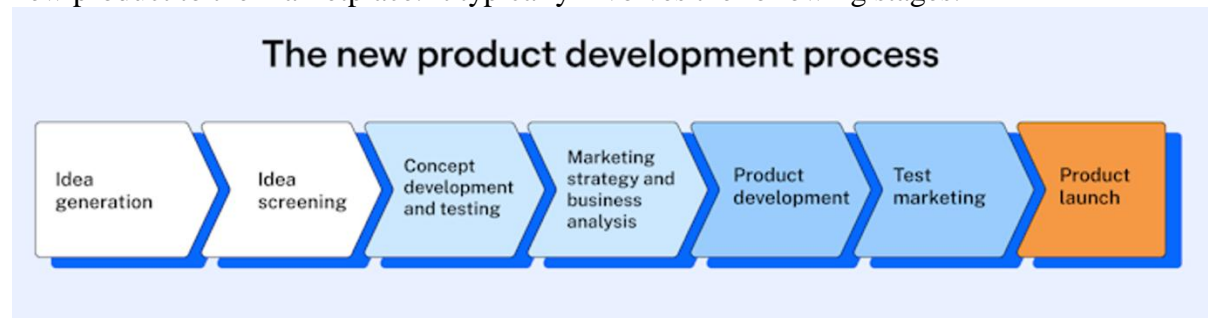 The new product development process
Idea
generation
Idea
screening
Concept
development
and testing
Marketing
strategy and
business
analysis
Product
development
Test
marketing
Product
launch